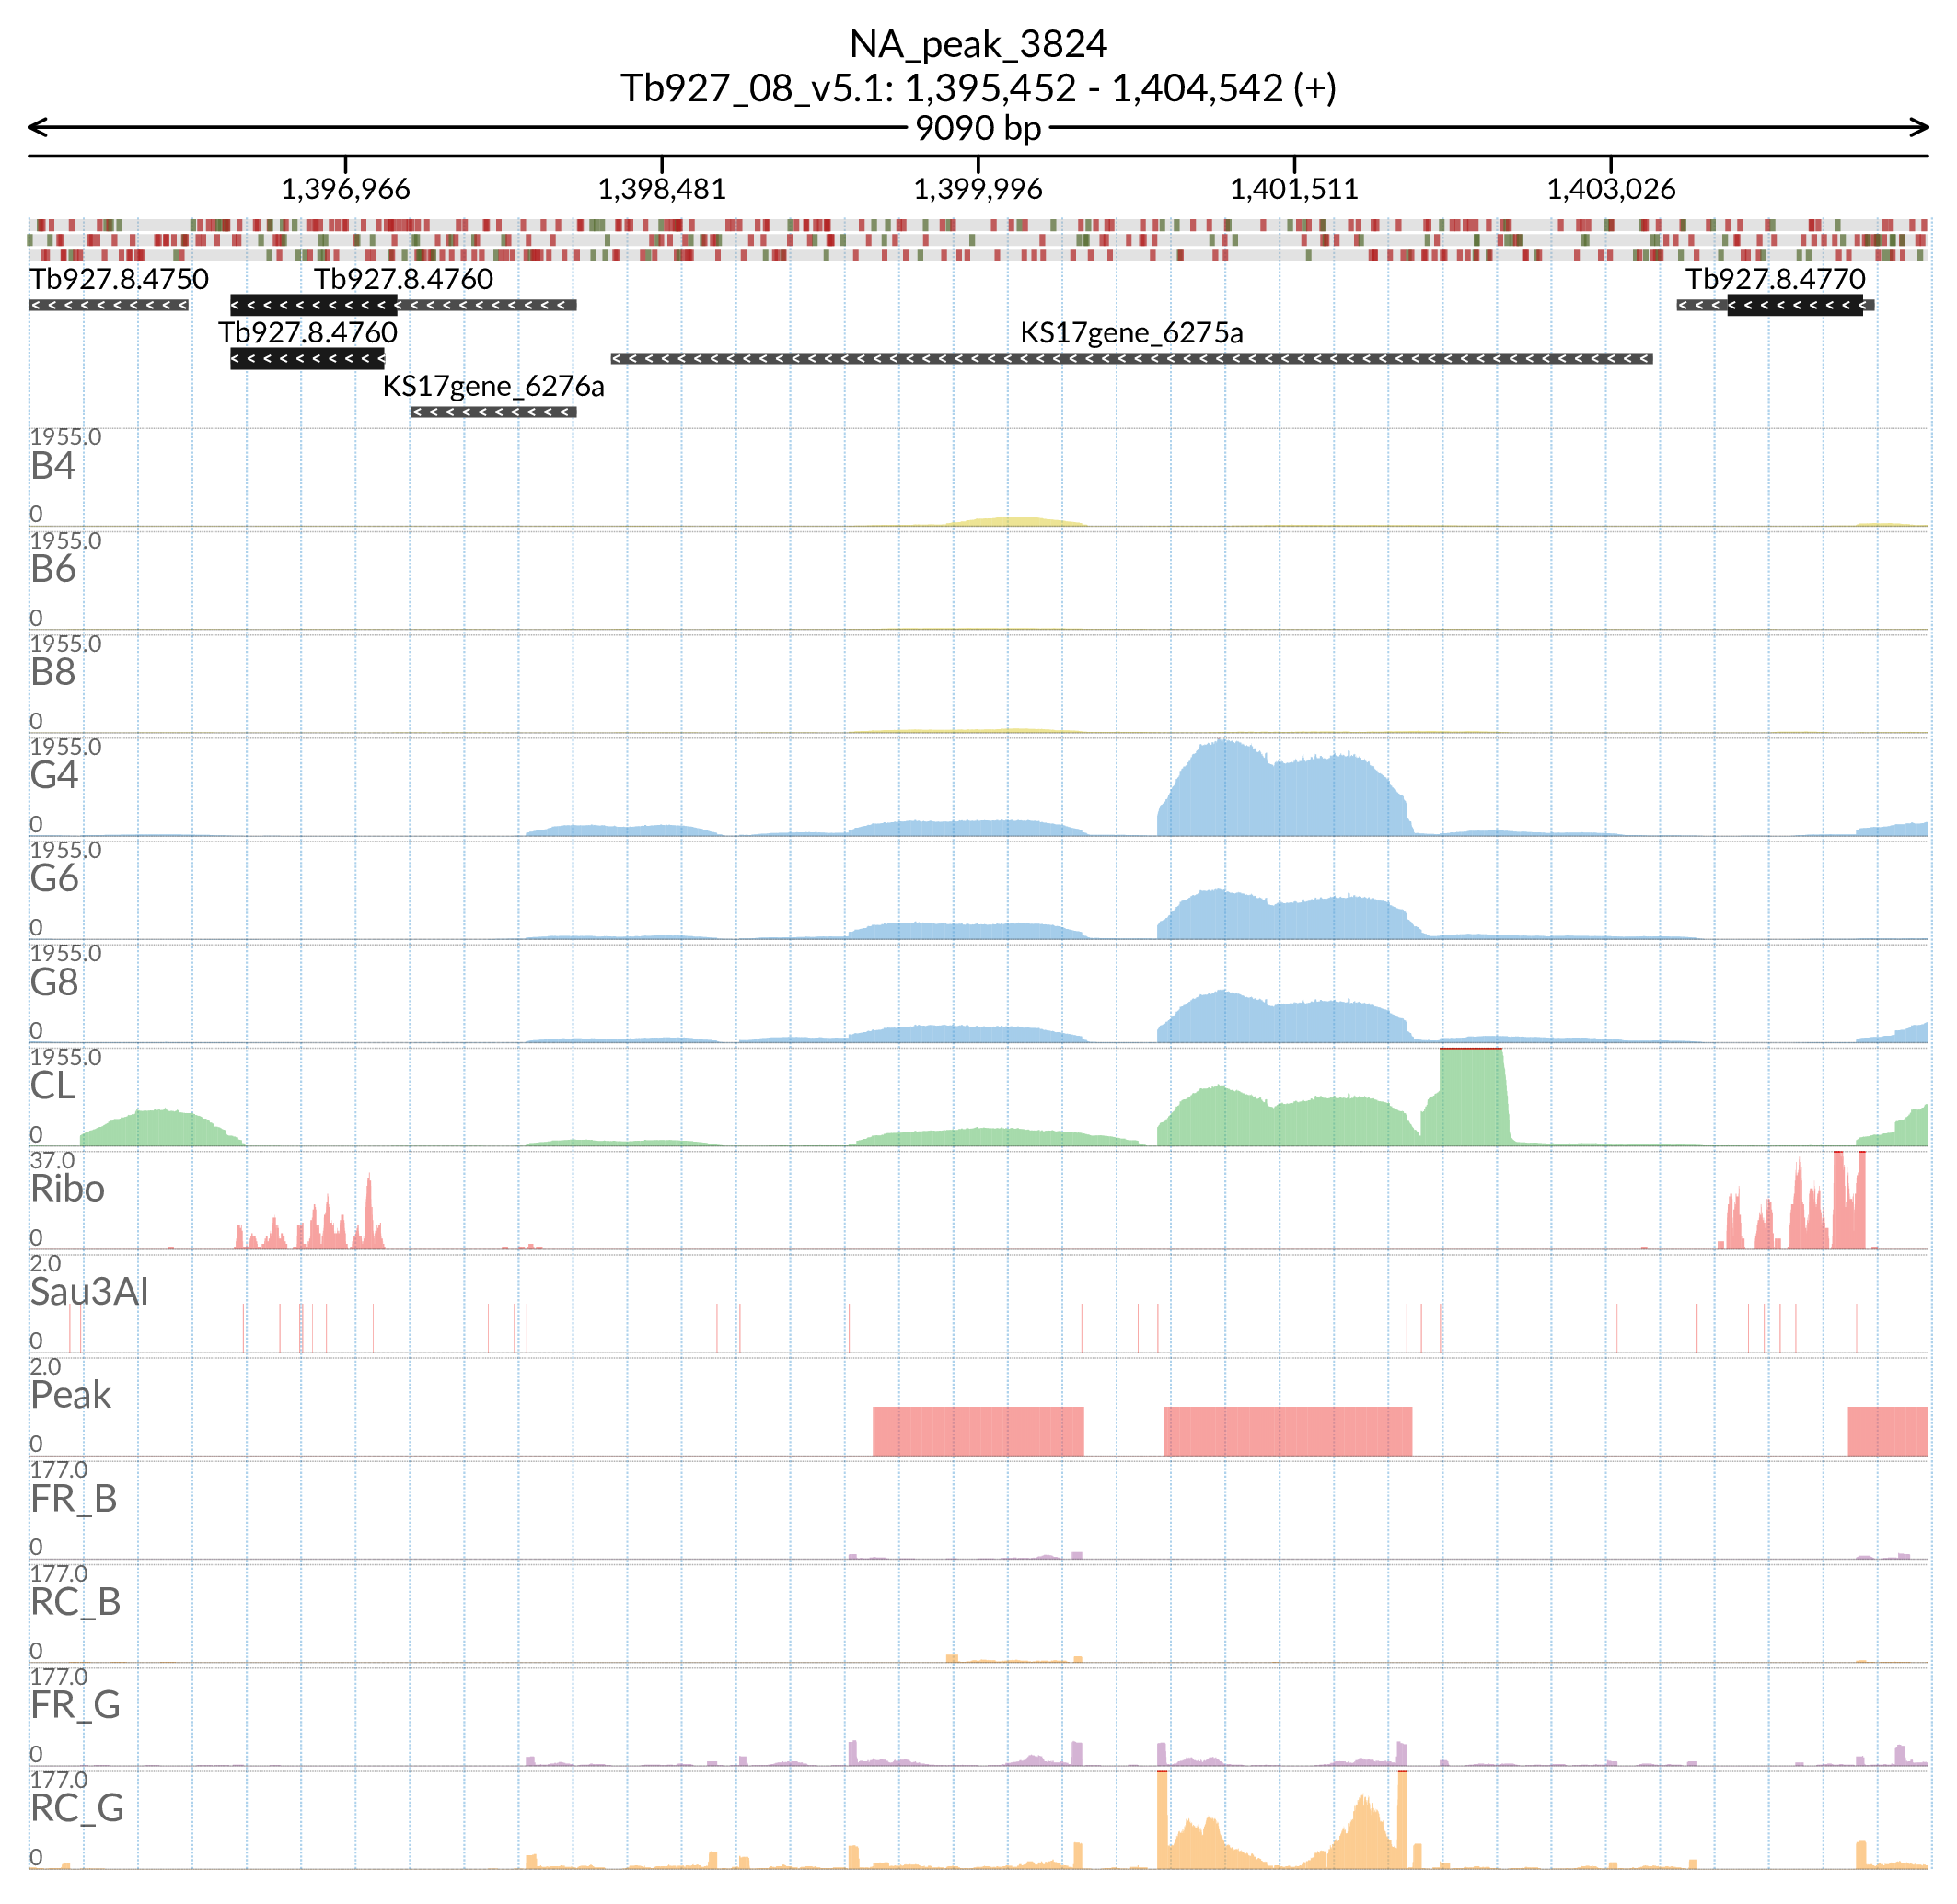 NA_peak_3824
Tb927_08_v5.1: 1,395,452 - 1,404,542 (+)
9090 bp
1,396,966 1,398,481 1,399,996 1,401,511 1,403,026
Tb927.8.4750 Tb927.8.4760 Tb927.8.4770
Tb927.8.4760 KS17gene_6275a
KS17gene_6276a
1955.0
B4
0
1955.0
B6
0
1955.0
B8
0
1955.0
G4
0
1955.0
G6
0
1955.0
G8
0
1955.0
CL
0
37.0
Ribo
0
2.0
Sau3AI
0
2.0
Peak
0
177.0
FR_B
0
177.0
RC_B
0
177.0
FR_G
0
177.0
RC_G
0